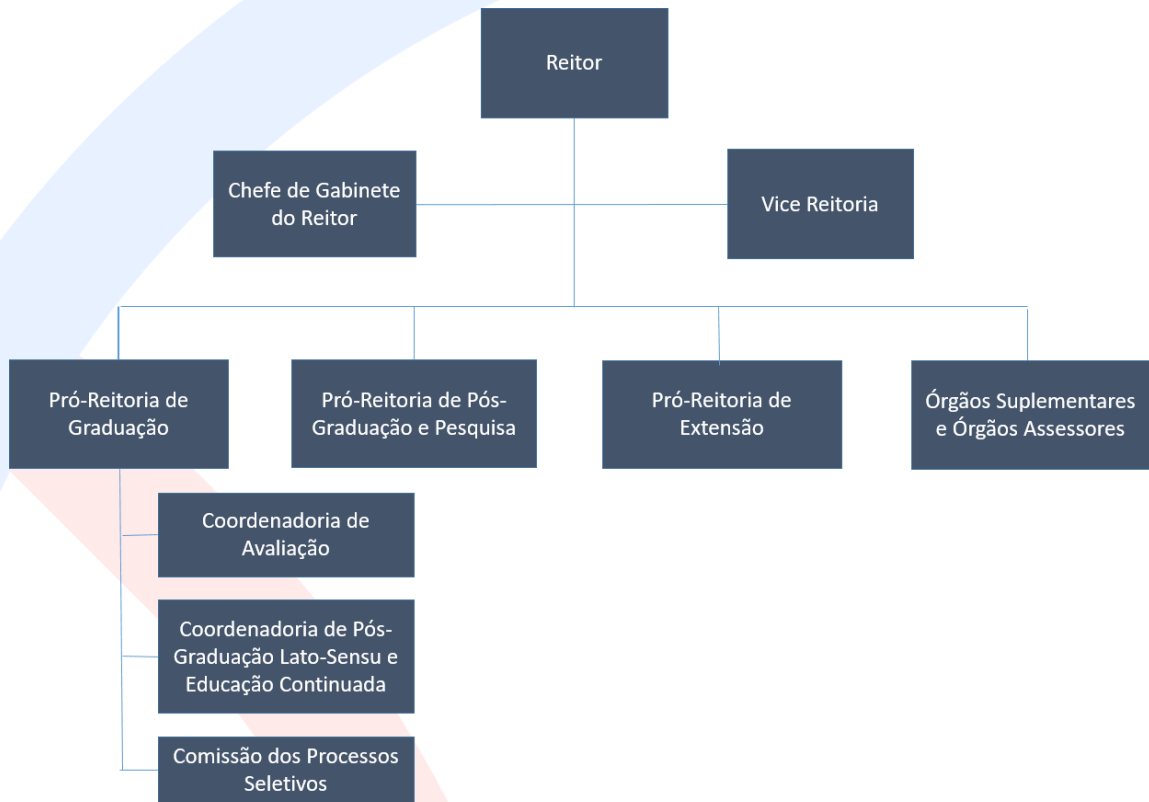 Reitor
Chefe de Gabinete
do Reitor
Vice Reitoria
Pró-Reitoria de
Graduação
Pró-Reitoria de Pós-
Graduação e Pesquisa
Pró-Reitoria de
Extensão
Órgãos Suplementares
e Órgãos Assessores
Coordenadoria de
Avaliação
Coordenadoria de Pós-
Graduação Lato-Sensu e
Educação Continuada
Comissão dos Processos
Seletivos